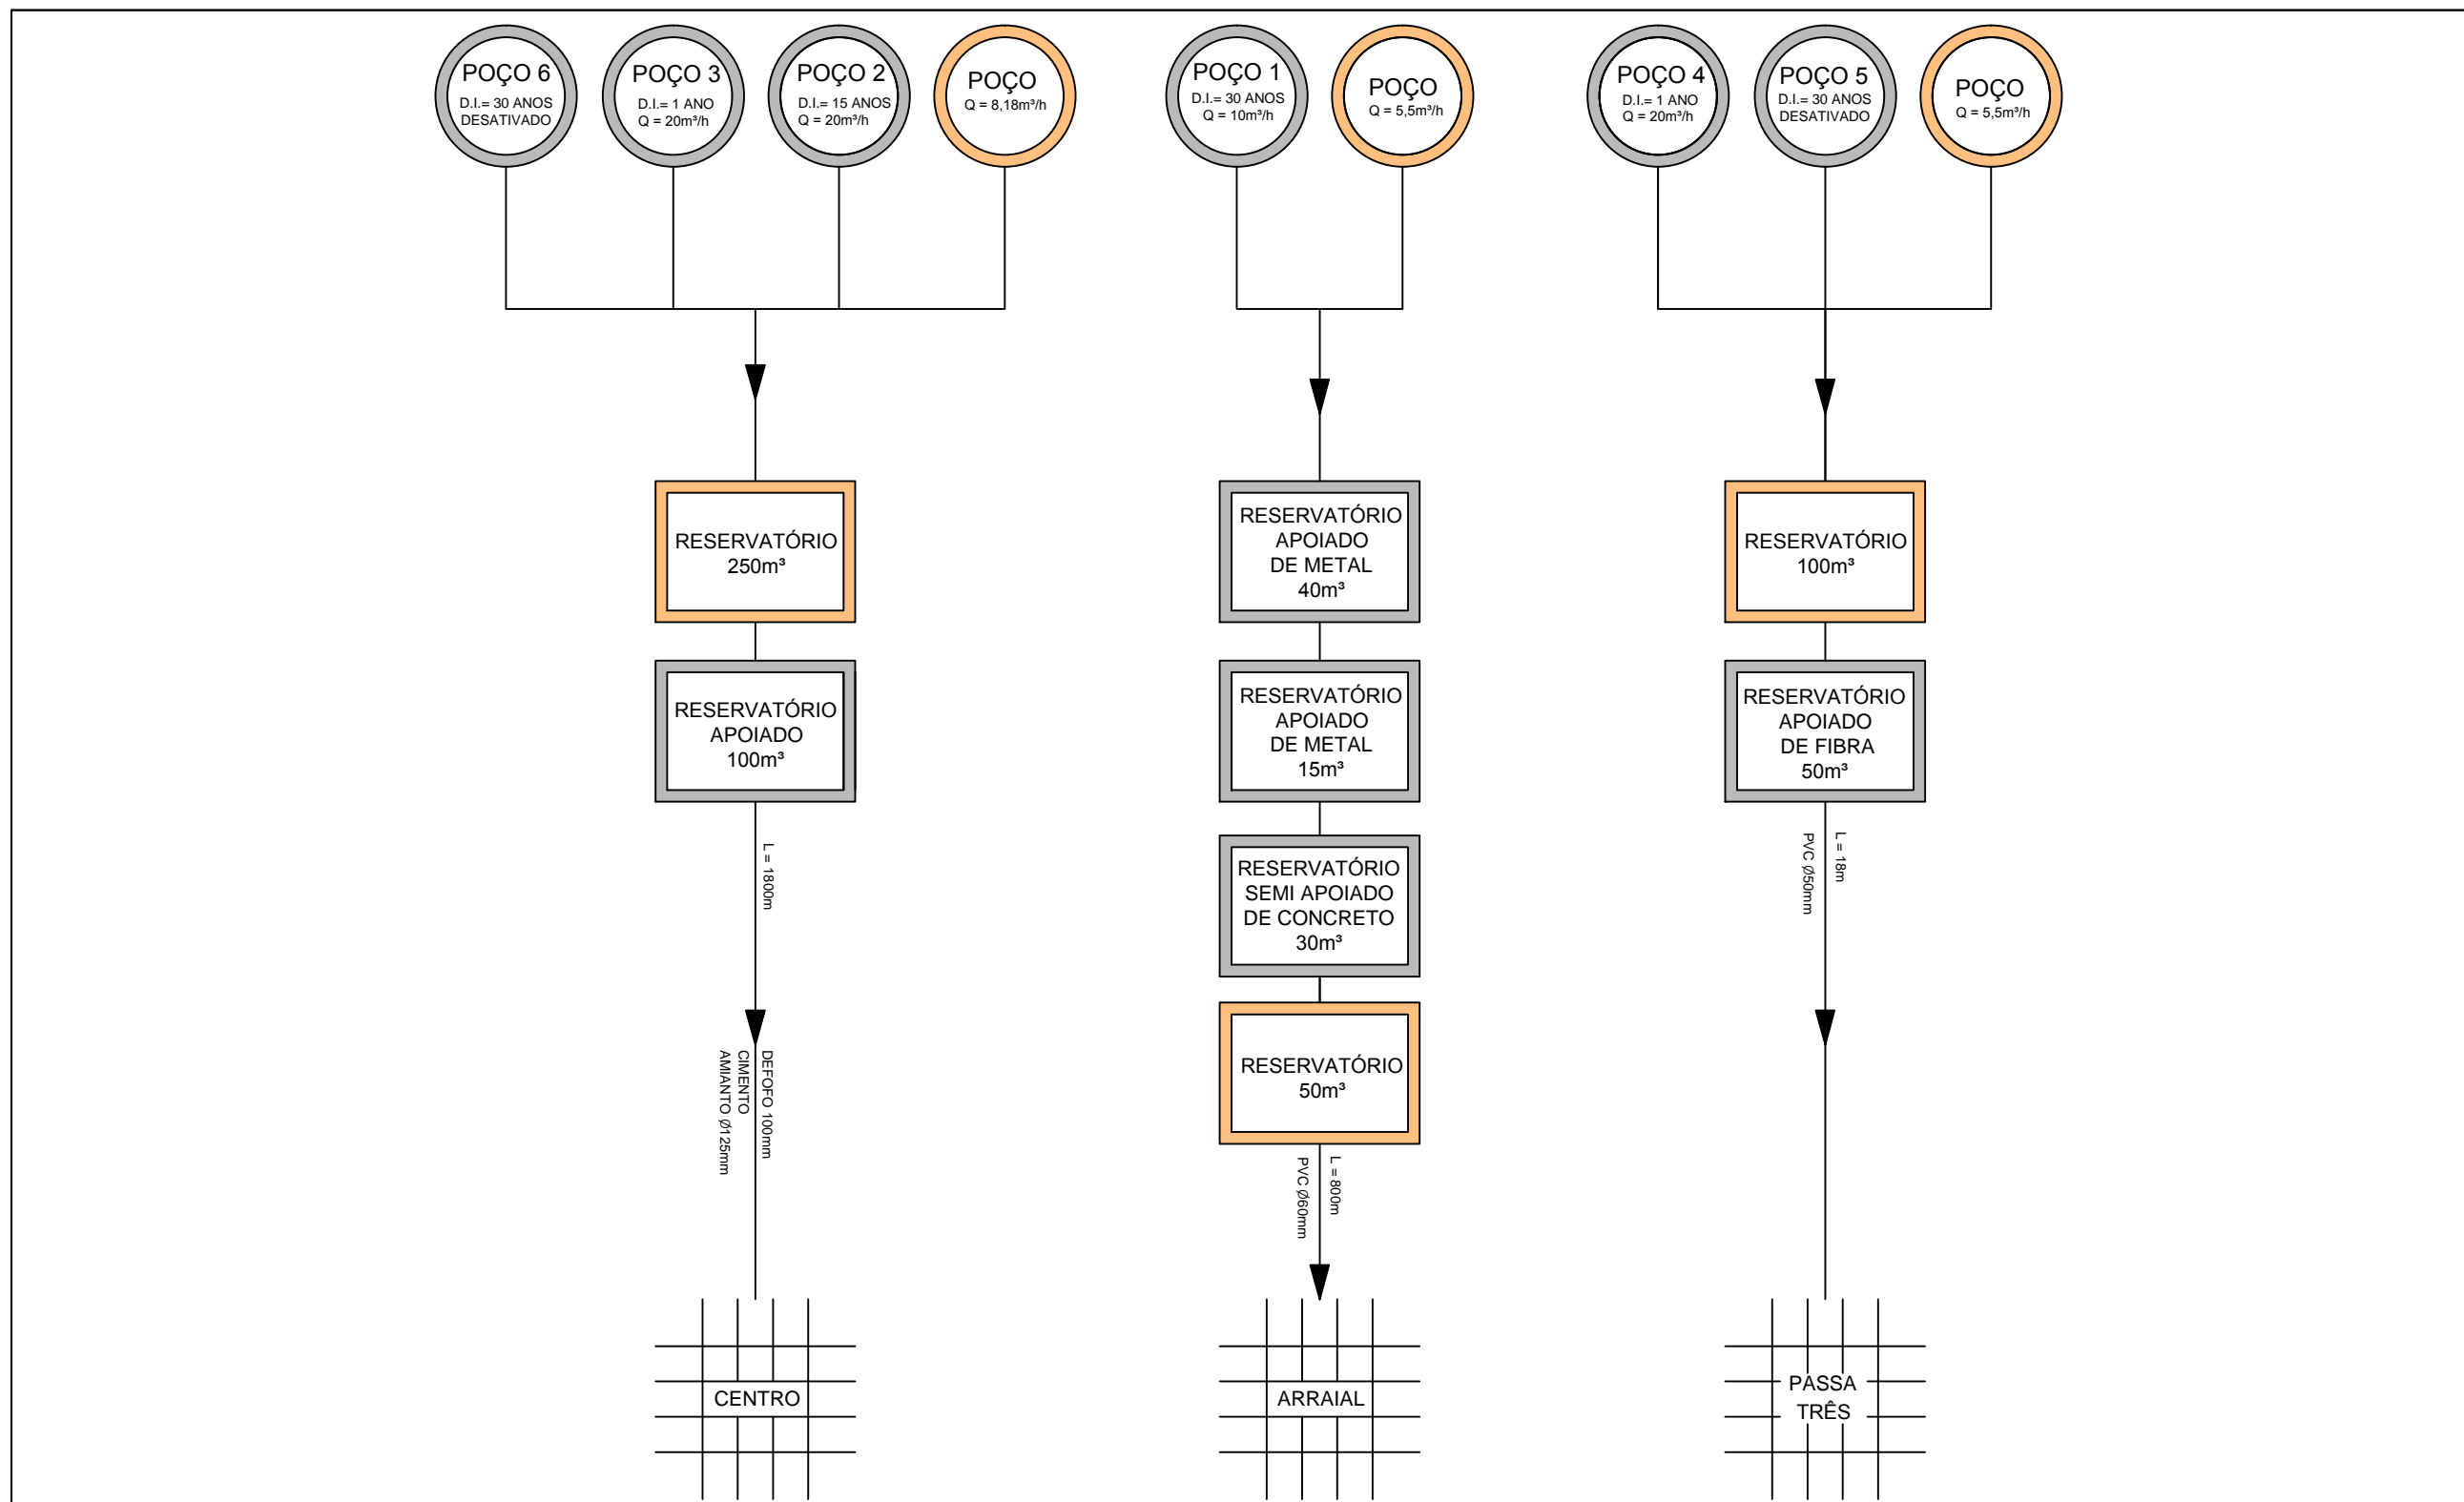 POÇO 6
D.I.= 30 ANOS
DESATIVADO
POÇO 3
D.I.= 1 ANO
Q = 20m³/h
POÇO 2
D.I.= 15 ANOS
Q = 20m³/h
POÇO
Q = 8,18m³/h
POÇO 1
D.I.= 30 ANOS
Q = 10m³/h
POÇO
Q = 5,5m³/h
POÇO 4
D.I.= 1 ANO
Q = 20m³/h
POÇO 5
D.I.= 30 ANOS
DESATIVADO
POÇO
Q = 5,5m³/h
RESERVATÓRIO
250m³
RESERVATÓRIO
APOIADO
100m³
L = 1800m
DEFOFO 100mm
CIMENTO
AMIANTO Ø125mm
CENTRO
RESERVATÓRIO
APOIADO
DE METAL
40m³
RESERVATÓRIO
APOIADO
DE METAL
15m³
RESERVATÓRIO
SEMI APOIADO
DE CONCRETO
30m³
RESERVATÓRIO
50m³
L = 800m
PVC Ø60mm
ARRAIAL
RESERVATÓRIO
100m³
RESERVATÓRIO
APOIADO
DE FIBRA
50m³
L = 18m
PVC Ø50mm
PASSA
TRÊS